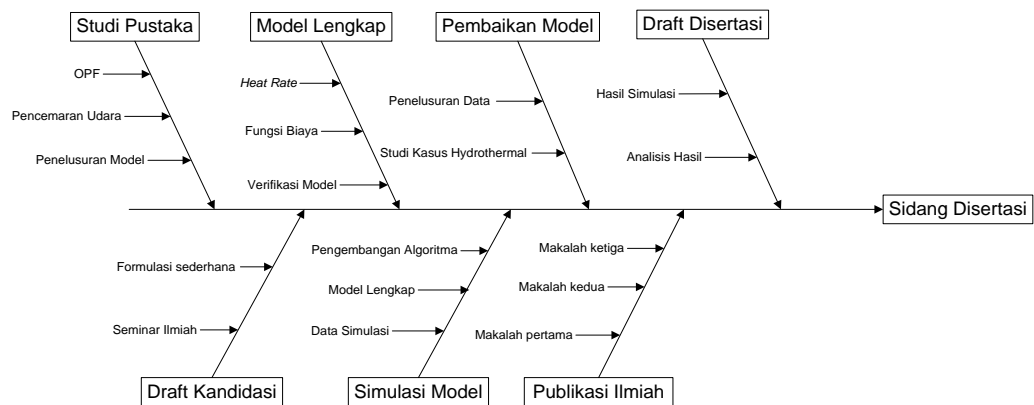 Studi Pustaka
Model Lengkap
Pembaikan Model
Draft Disertasi
OPF
Pencemaran Udara
Penelusuran Model
Heat Rate
Fungsi Biaya
Verifikasi Model
Penelusuran Data
Studi Kasus Hydrothermal
Hasil Simulasi
Analisis Hasil
Sidang Disertasi
Formulasi sederhana
Seminar Ilmiah
Pengembangan Algoritma
Model Lengkap
Data Simulasi
Makalah ketiga
Makalah kedua
Makalah pertama
Draft Kandidasi
Simulasi Model
Publikasi Ilmiah